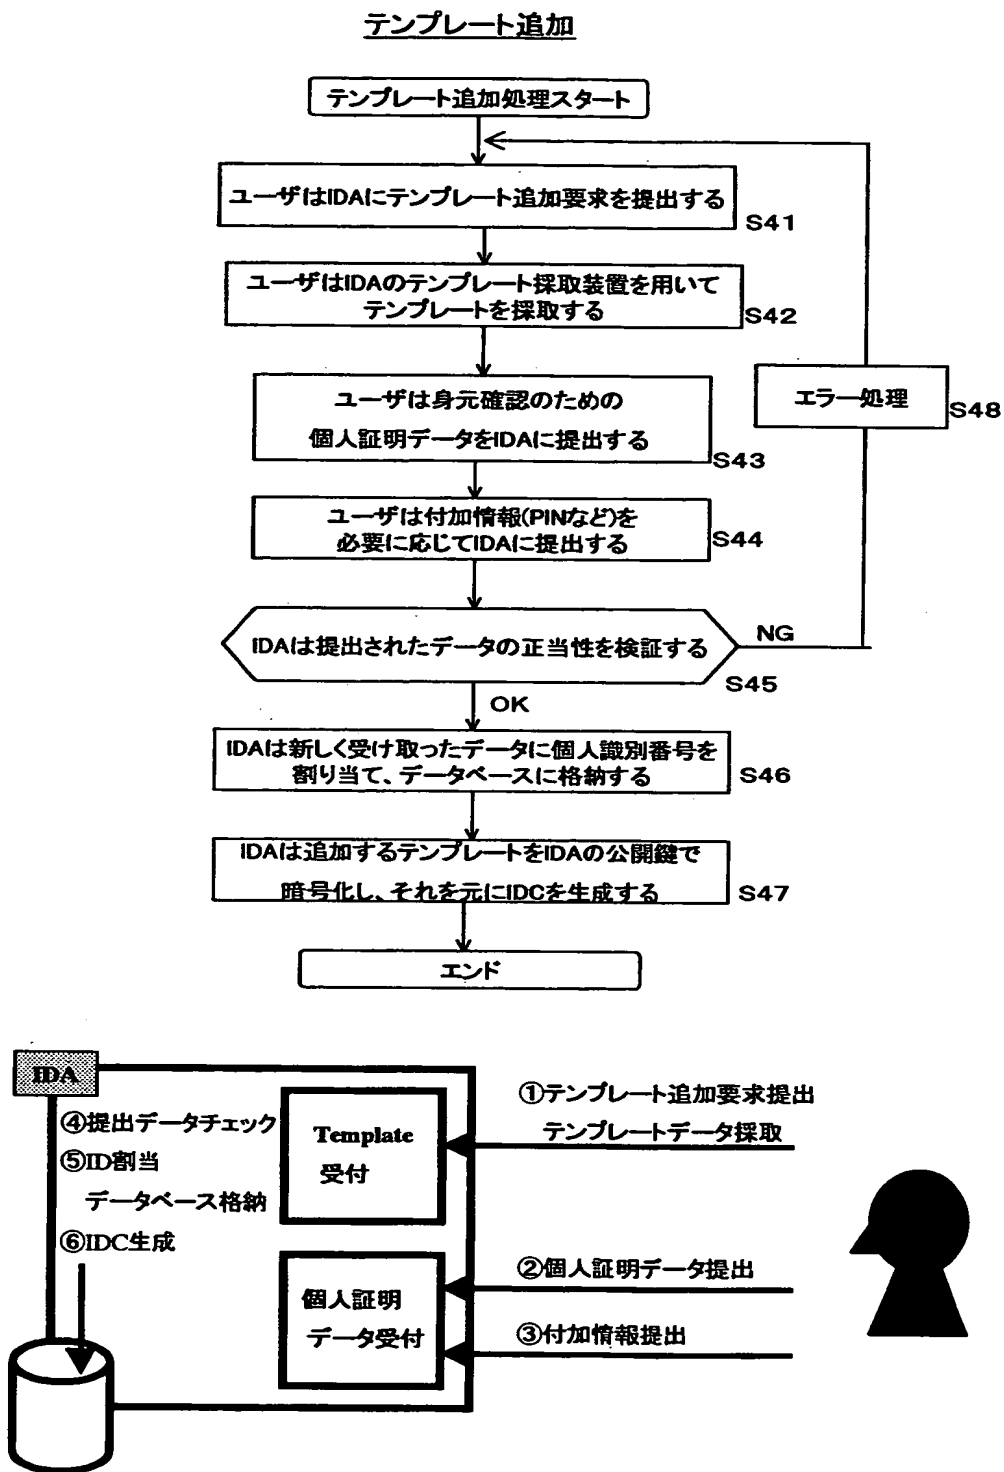 テンプレート追加
テンプレート追加処理スタート
ユーザはIDAにテンプレート追加要求を提出する
S41
ユーザはIDAのテンプレート採取装置を用いて
テンプレートを採取する
S42
ユーザは身元確認のための
個人証明データをIDAに提出する
S43
エラー処理
S48
ユーザは付加情報(PINなど)を
必要に応じてIDAに提出する
S44
IDAは提出されたデータの正当性を検証する
NG
S45
OK
IDAは新しく受け取ったデータに個人識別番号を
割り当て、データベースに格納する
S46
IDAは追加するテンプレートをIDAの公開鍵で
暗号化し、それを元にIDCを生成する
S47
エンド
IDA
④提出データチェック
⑤ID割当
データベース格納
⑥IDC生成
Template
受付
個人証明
データ受付
①テンプレート追加要求提出
テンプレートデータ採取
②個人証明データ提出
③付加情報提出